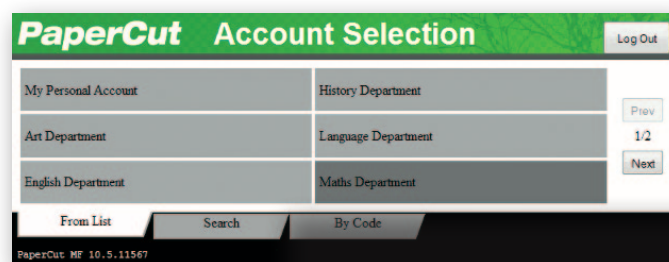 PaperCut Account Selection Log Out
My Personal Account History Department
Prev
Art Department Language Department 1/2
Next
English Department Maths Department
From List Search By Code
PaperCut MF 10.5.11567